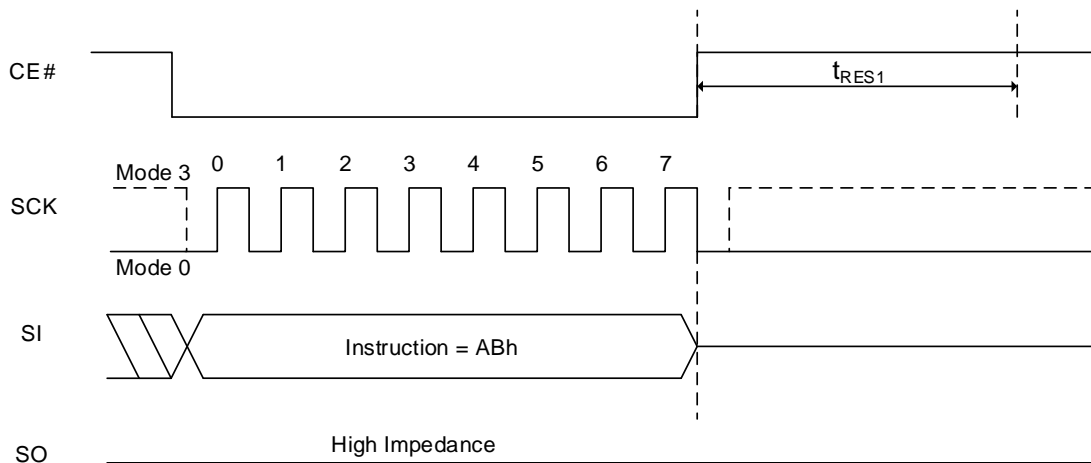 CE#
tRES1
Mode 3
0 1 2 3 4 5 6 7
SCK
Mode 0
SI
Instruction = ABh
SO
High Impedance